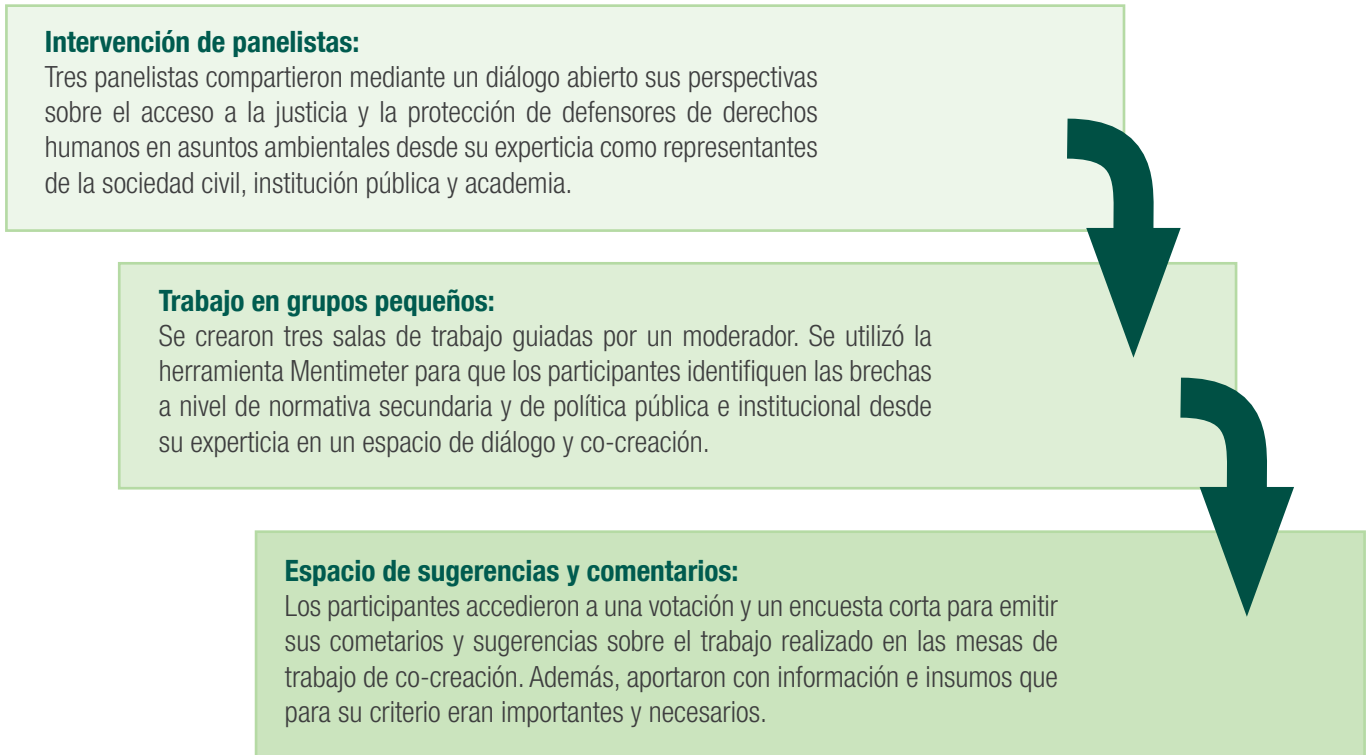 Intervención de panelistas:
Tres panelistas compartieron mediante un diálogo abierto sus perspectivas
sobre el acceso a la justicia y la protección de defensores de derechos
humanos en asuntos ambientales desde su experticia como representantes
de la sociedad civil, institución pública y academia.
Trabajo en grupos pequeños:
Se crearon tres salas de trabajo guiadas por un moderador. Se utilizó la
herramienta Mentimeter para que los participantes identifiquen las brechas
a nivel de normativa secundaria y de política pública e institucional desde
su experticia en un espacio de diálogo y co-creación.
Espacio de sugerencias y comentarios:
Los participantes accedieron a una votación y un encuesta corta para emitir
sus cometarios y sugerencias sobre el trabajo realizado en las mesas de
trabajo de co-creación. Además, aportaron con información e insumos que
para su criterio eran importantes y necesarios.